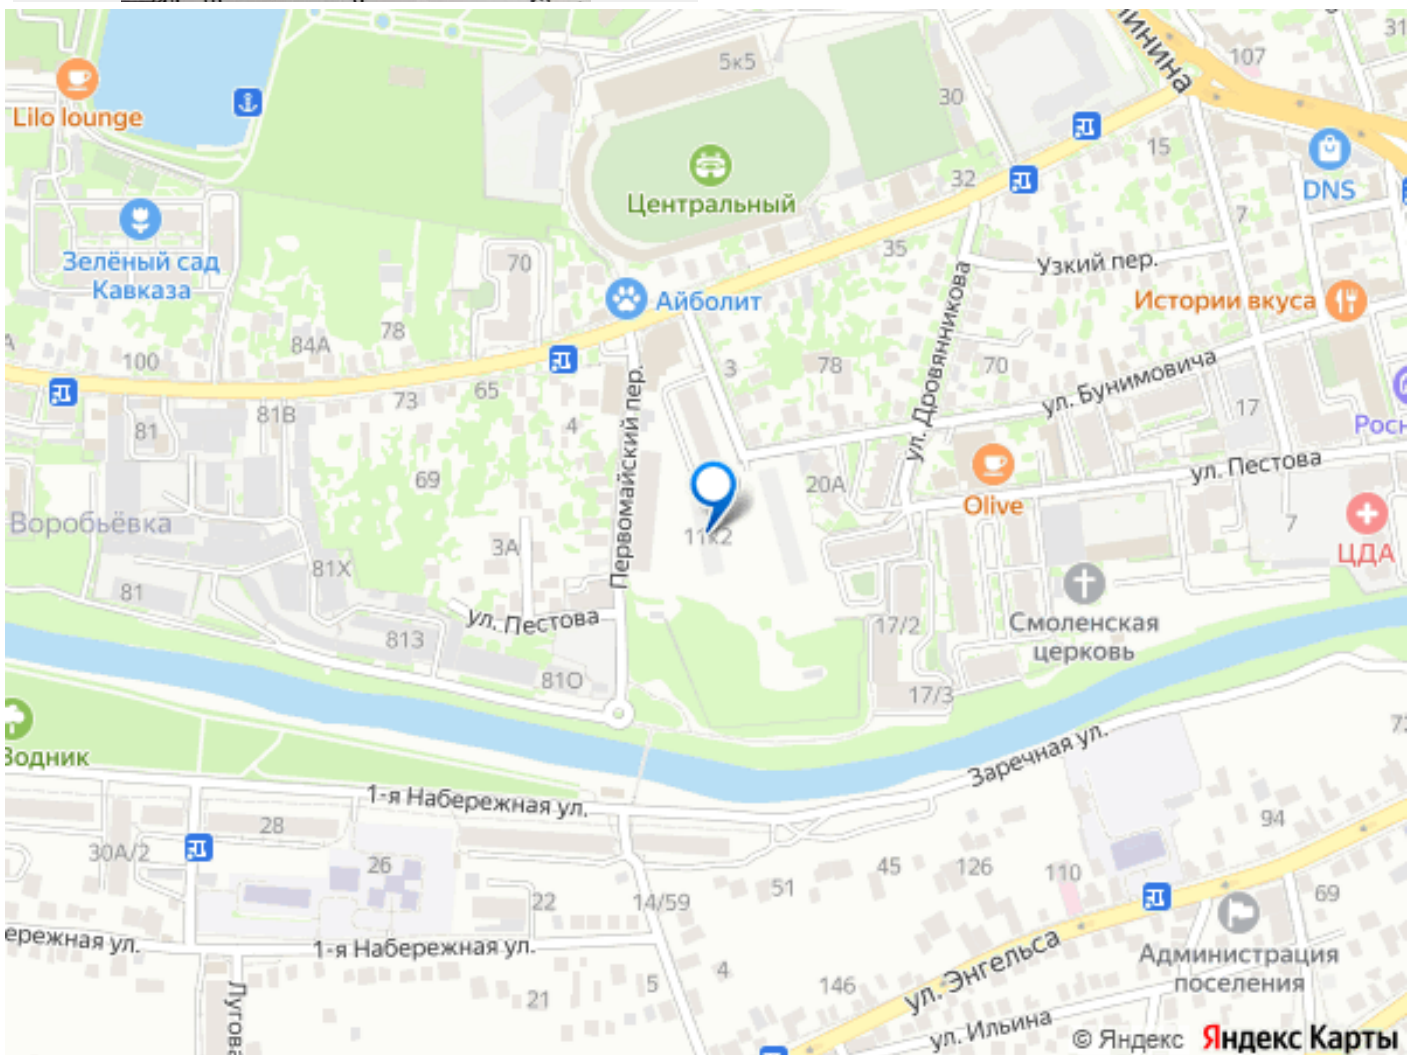 5к5
107
31
Lilo lounge
30
15
DNS
32
Центральный
7
35
Узкий пер.
Зелёный сад
Кавказа
70
Айболит
Истории вкуса
ул. Дровянникова
78
84А
100
3
78
70
ул. Бунимовича
65
73
81В
81
4
17
Первомайский пер.
69
20А
ул. Пестова
Olive
Воробьёвка
11к2
7
ЦДА
3А
81Х
81
ул. Пестова
17/2
Смоленская
церковь
813
81О
17/3
Водник
Заречная ул.
1-я Набережная ул.
28
94
30А/2
26
45
126
110
51
22
14/59
69
1-я Набережная ул.
ул. Энгельса
Администрация
поселения
4
5
146
21
ул. Ильина
© Яндекс Яндекс Карты